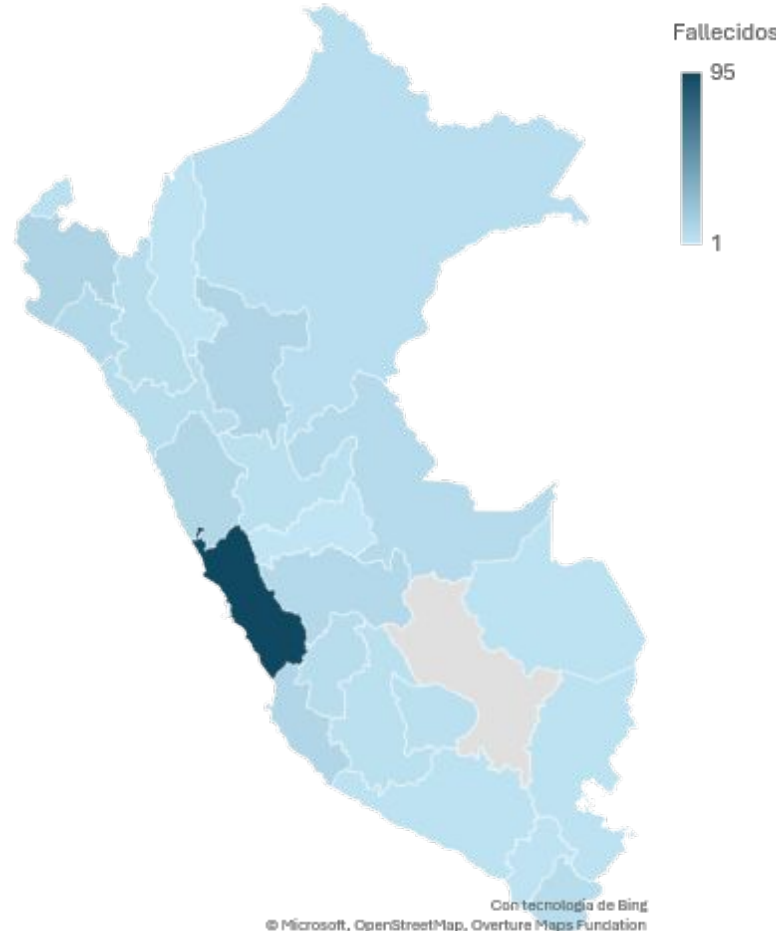 Fallecidos
95
1
Con tecnología de Bing
© Microsoft, OpenStreetMap, Overture Maps Fundation